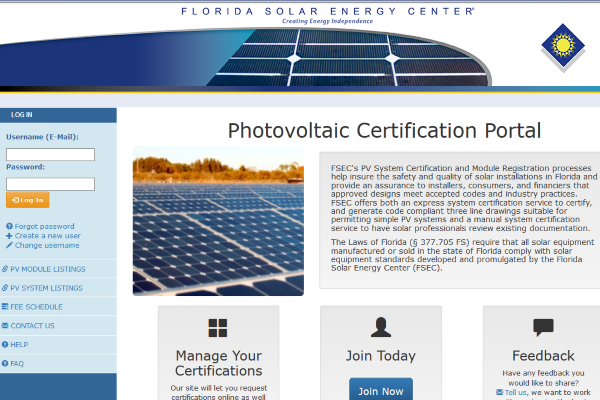 FLORIDA SOLAR ENERGY CENTER®
Creating Energy Independence
LOG IN
Username (E-Mail):
Password:
Log In
Forgot password
Create a new user
Change username
PV MODULE LISTINGS
PV SYSTEM LISTINGS
FEE SCHEDULE
CONTACT US
HELP
FAQ
Photovoltaic Certification Portal
FSEC's PV System Certification and Module Registration processes
help insure the safety and quality of solar installations in Florida and
provide an assurance to installers, consumers, and financiers that
approved designs meet accepted codes and industry practices.
FSEC offers both an express system certification service to certify,
and generate code compliant three line drawings suitable for
permitting simple PV systems and a manual system certification
service to have solar professionals review existing documentation.
The Laws of Florida (§ 377.705 FS) require that all solar equipment
manufactured or sold in the state of Florida comply with solar
equipment standards developed and promulgated by the Florida
Solar Energy Center (FSEC).
Manage Your
Certifications
Our site will let you request
certifications online as well
Join Today
Join Now
Feedback
Have any feedback you
would like to share?
Tell us, we want to work